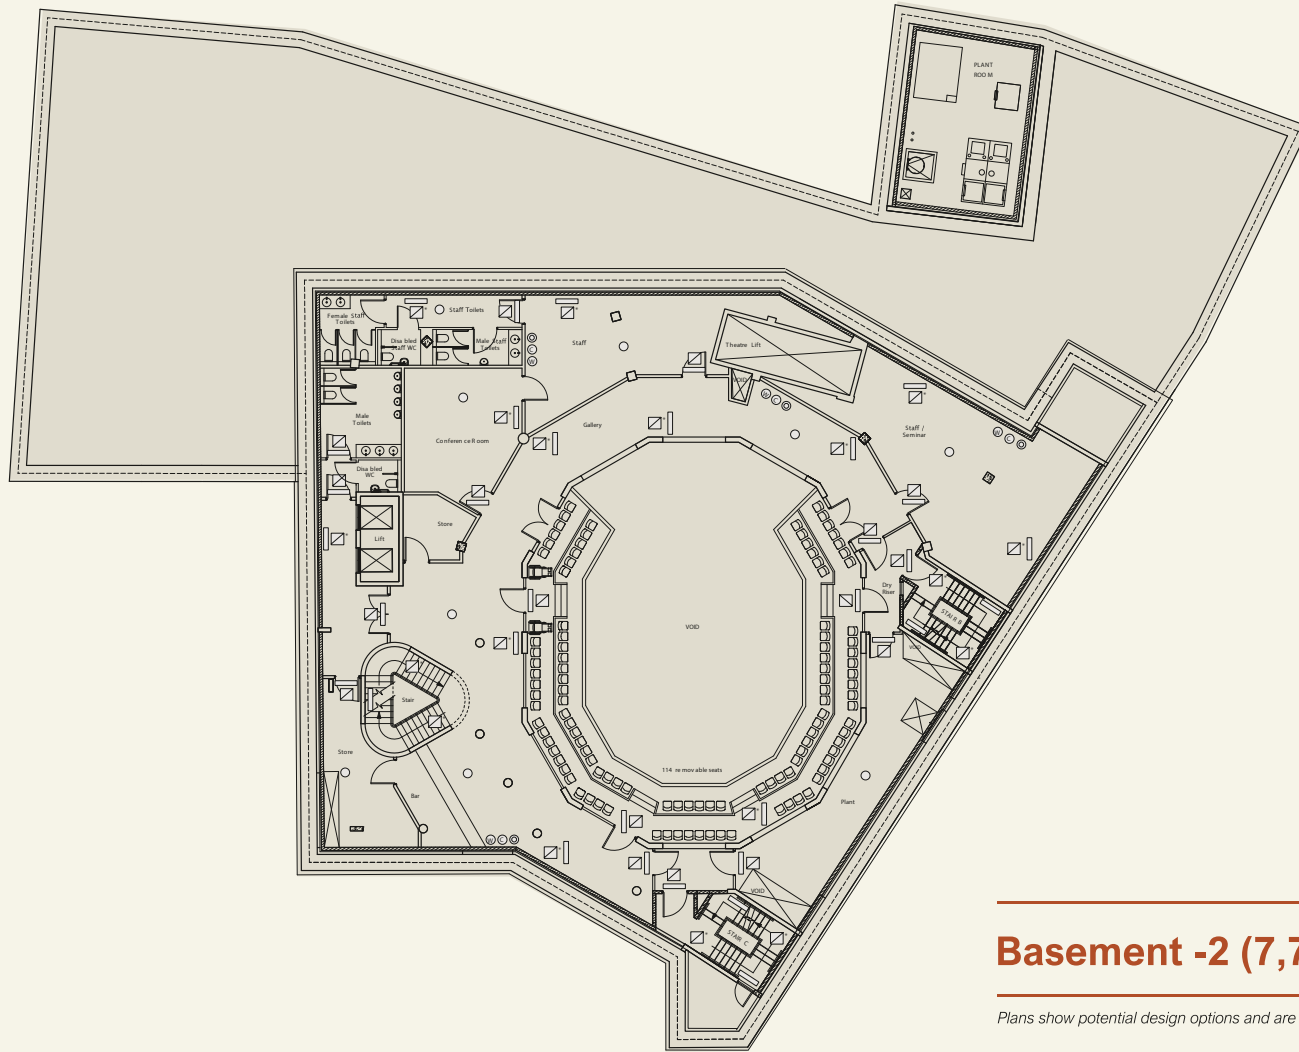 PLANT
ROOM
Female Staff
Toilets
Staff Toilets
Disabled
Staff WC
Male Staff
Toilets
Staff
Theatre Lift
VOID
Male
Toilets
Conference Room
Gallery
Staff /
Seminar
Disabled
WC
Store
Lift
Dry
Riser
STAIR B
VOID
VOID
Stair
Store
Bar
114 removable seats
Plant
VOID
STAIR C
W
C
W
C
W
C
W
C
Basement -2 (7,7
Plans show potential design options and are